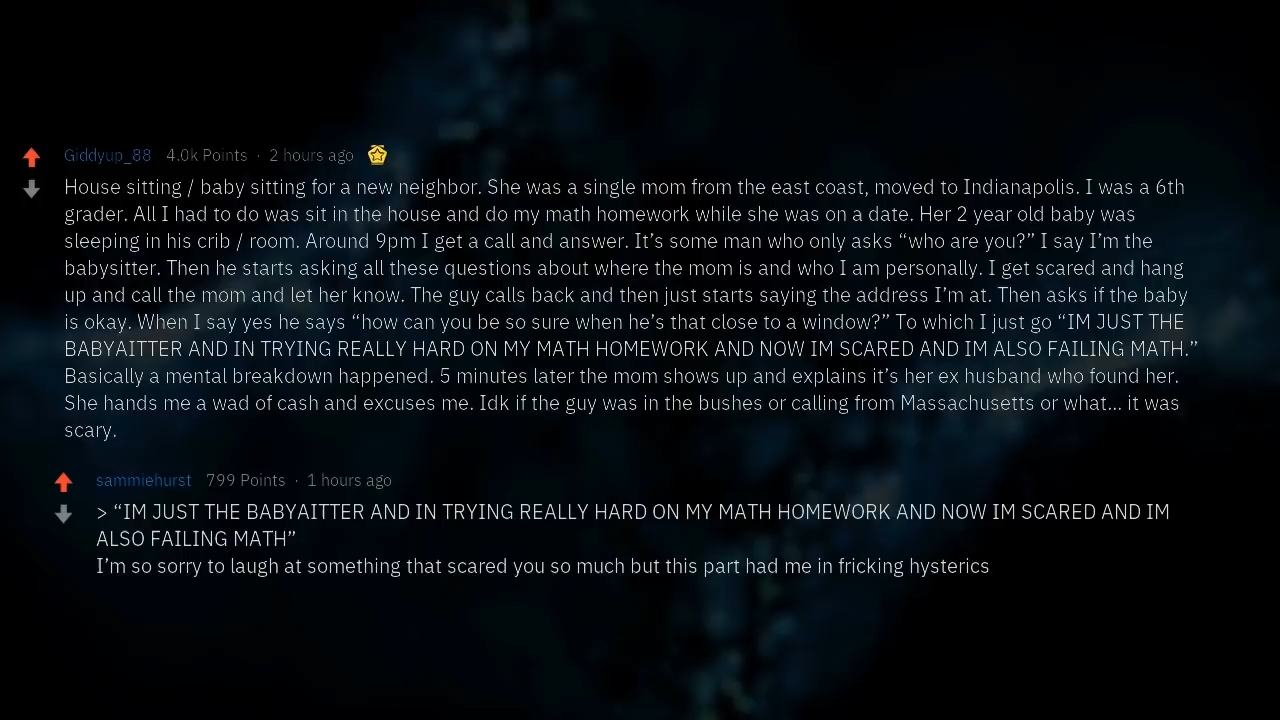 Giddyup_88 4.0k Points · 2 hours ago
House sitting / baby sitting for a new neighbor. She was a single mom from the east coast, moved to Indianapolis. I was a 6th
grader. All I had to do was sit in the house and do my math homework while she was on a date. Her 2 year old baby was
sleeping in his crib / room. Around 9pm I get a call and answer. It’s some man who only asks “who are you?” I say I’m the
babysitter. Then he starts asking all these questions about where the mom is and who I am personally. I get scared and hang
up and call the mom and let her know. The guy calls back and then just starts saying the address I’m at. Then asks if the baby
is okay. When I say yes he says “how can you be so sure when he’s that close to a window?” To which I just go “IM JUST THE
BABYAITTER AND IN TRYING REALLY HARD ON MY MATH HOMEWORK AND NOW IM SCARED AND IM ALSO FAILING MATH.”
Basically a mental breakdown happened. 5 minutes later the mom shows up and explains it’s her ex husband who found her.
She hands me a wad of cash and excuses me. Idk if the guy was in the bushes or calling from Massachusetts or what... it was
scary.
sammiehurst 799 Points · 1 hours ago
> “IM JUST THE BABYAITTER AND IN TRYING REALLY HARD ON MY MATH HOMEWORK AND NOW IM SCARED AND IM
ALSO FAILING MATH”
I’m so sorry to laugh at something that scared you so much but this part had me in fricking hysterics